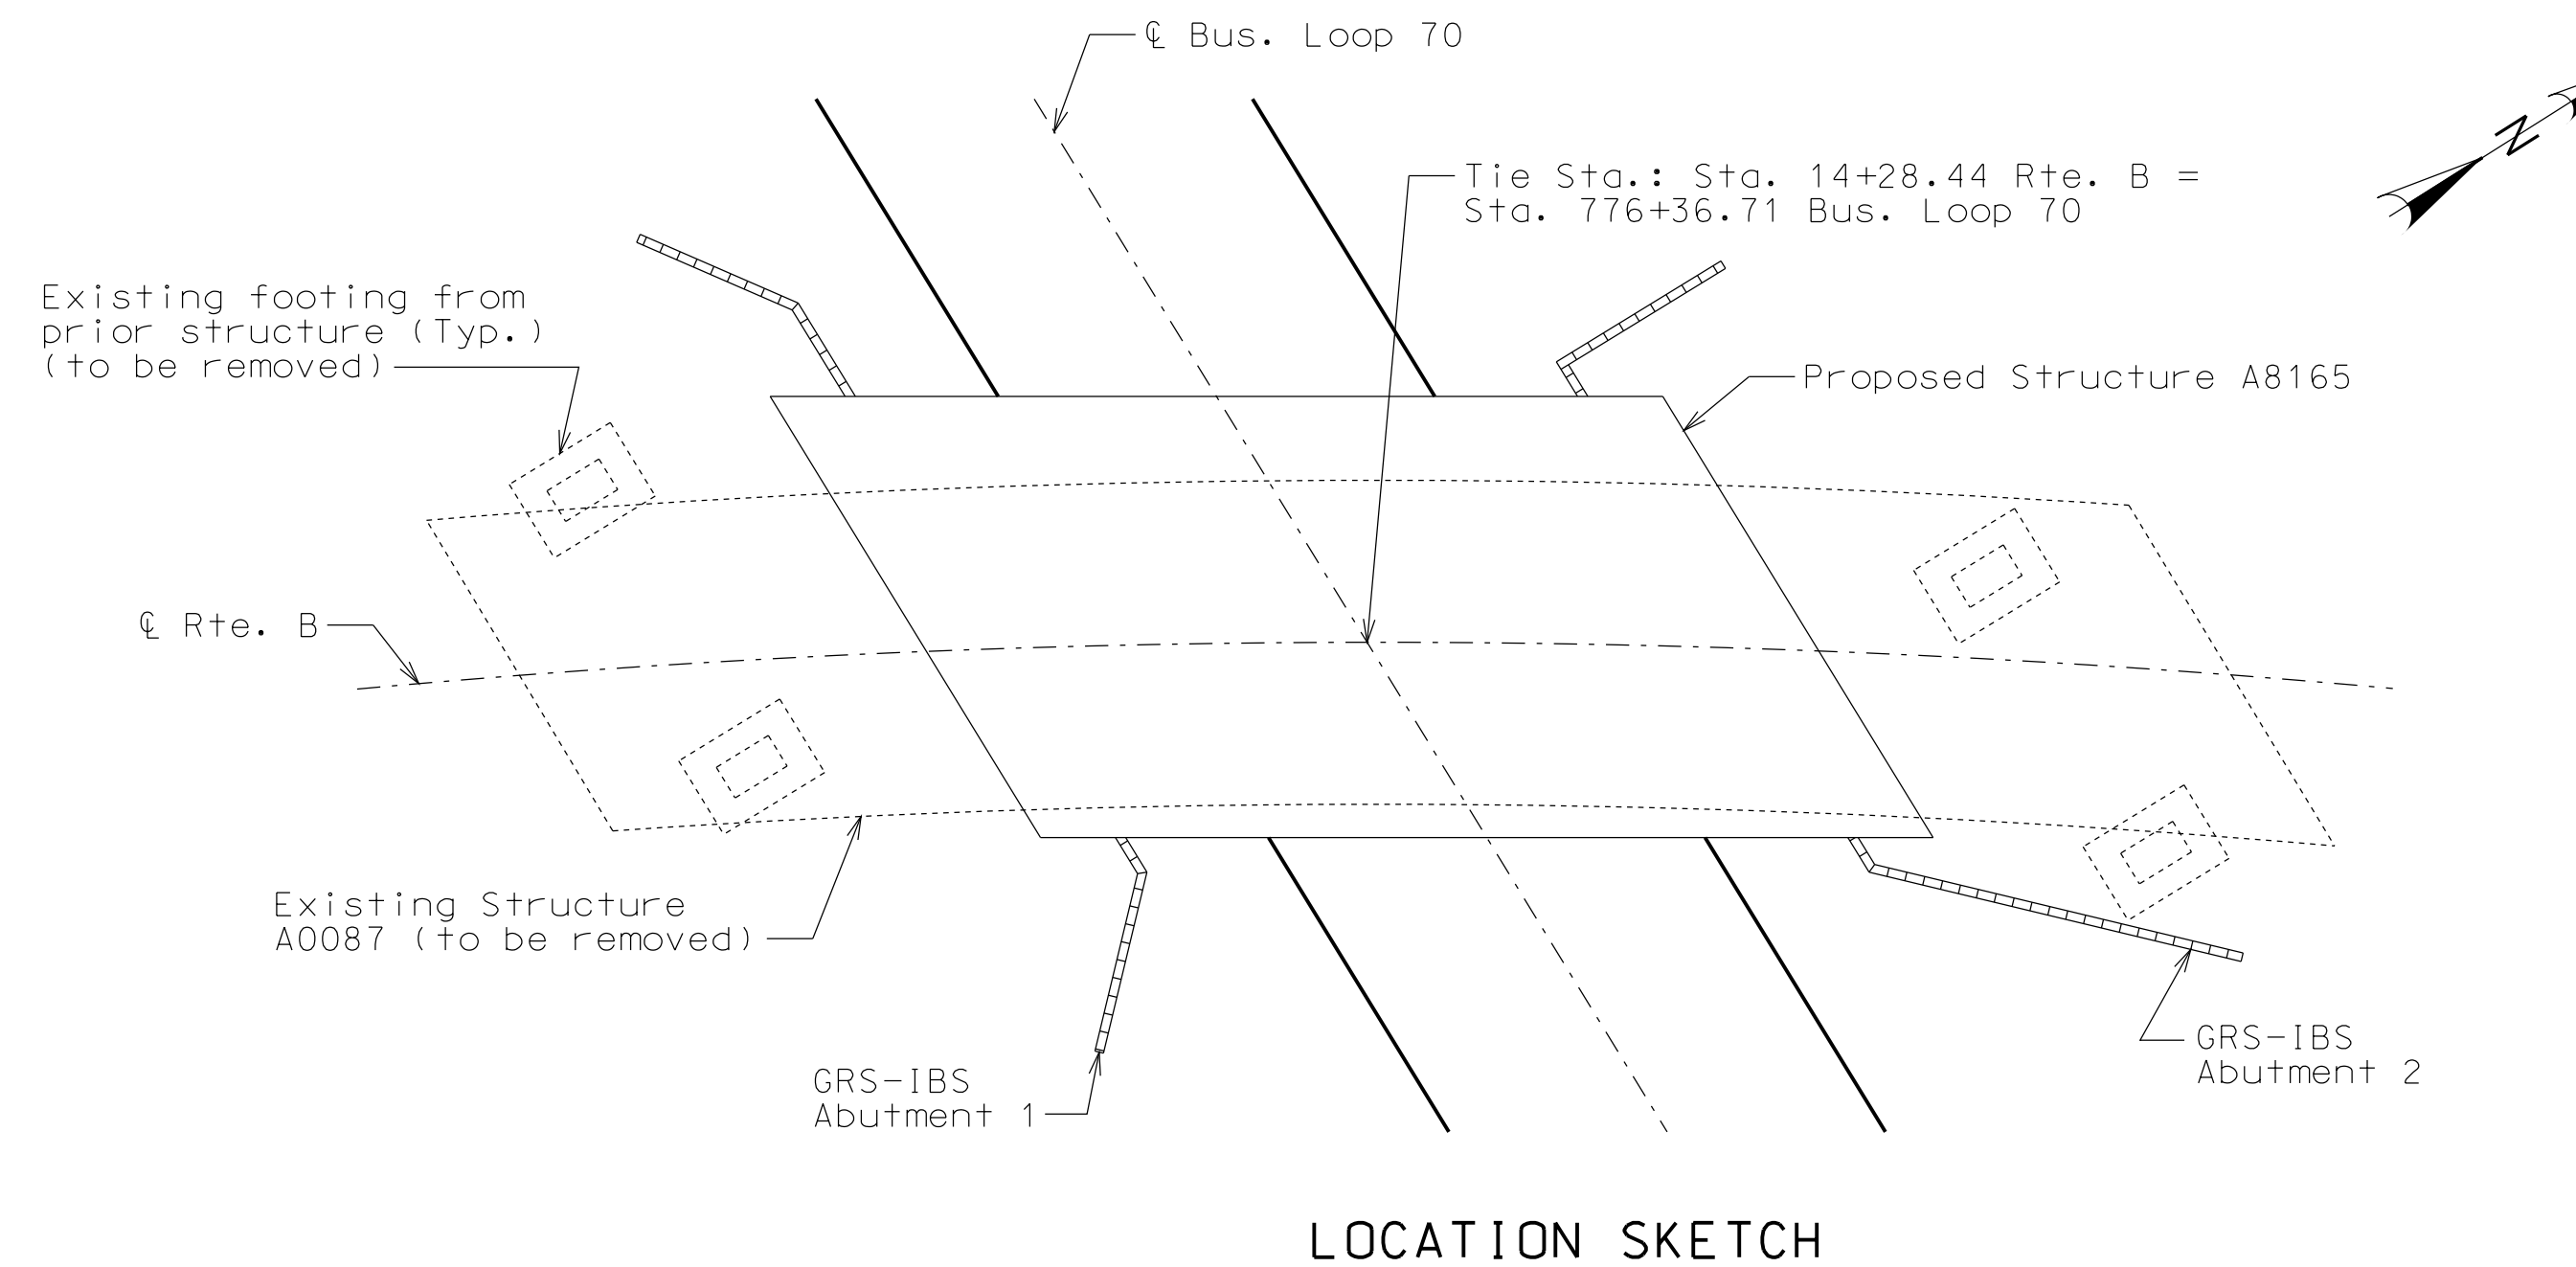 ℄ Bus. Loop 70
N
Tie Sta.: Sta. 14+28.44 Rte. B =
Sta. 776+36.71 Bus. Loop 70
Existing footing from
prior structure (Typ.)
(to be removed)
Proposed Structure A8165
℄ Rte. B
Existing Structure
A0087 (to be removed)
GRS-IBS
Abutment 1
GRS-IBS
Abutment 2
LOCATION SKETCH